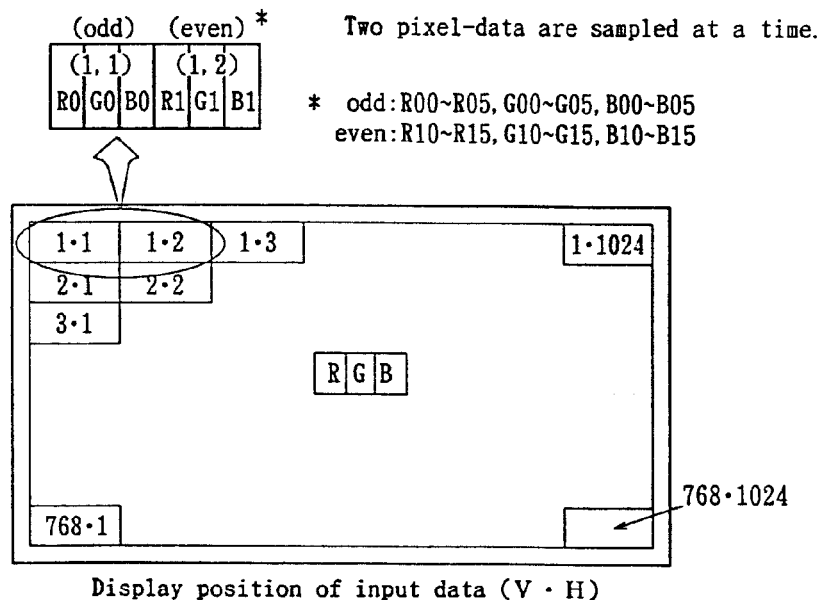 (odd) (even) *
Two pixel-data are sampled at a time.
(1, 1) (1, 2)
R0 G0 B0 R1 G1 B1
* odd:R00~R05, G00~G05, B00~B05
even:R10~R15, G10~G15, B10~B15
1•1 1•2 1•3 1•1024
2•1 2•2
3•1
R G B
768•1024
768•1
Display position of input data (V · H)